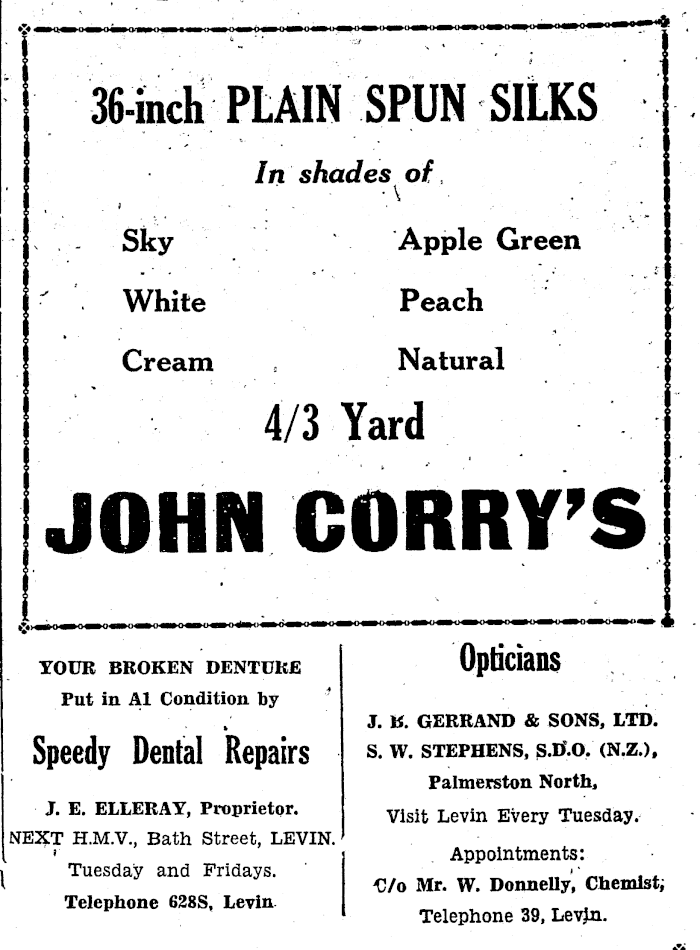 36-inch PLAIN SPUN SILKS
In shades of
Sky
Apple Green
White
Peach
Cream
Natural
4/3 Yard
JOHN CORRY'S
YOUR BROKEN DENTURE
Put in A1 Condition by
Speedy Dental Repairs
J. E. ELLERAY, Proprietor.
NEXT H.M.V., Bath Street, LEVIN.
Tuesday and Fridays.
Telephone 628S, Levin
Opticians
J. GERRAND & SONS, LTD.
S. W. STEPHENS, S.D.O. (N.Z.),
Palmerston North,
Visit Levin Every Tuesday.
Appointments:
C/o Mr. W. Donnelly, Chemist,
Telephone 39, Levin.